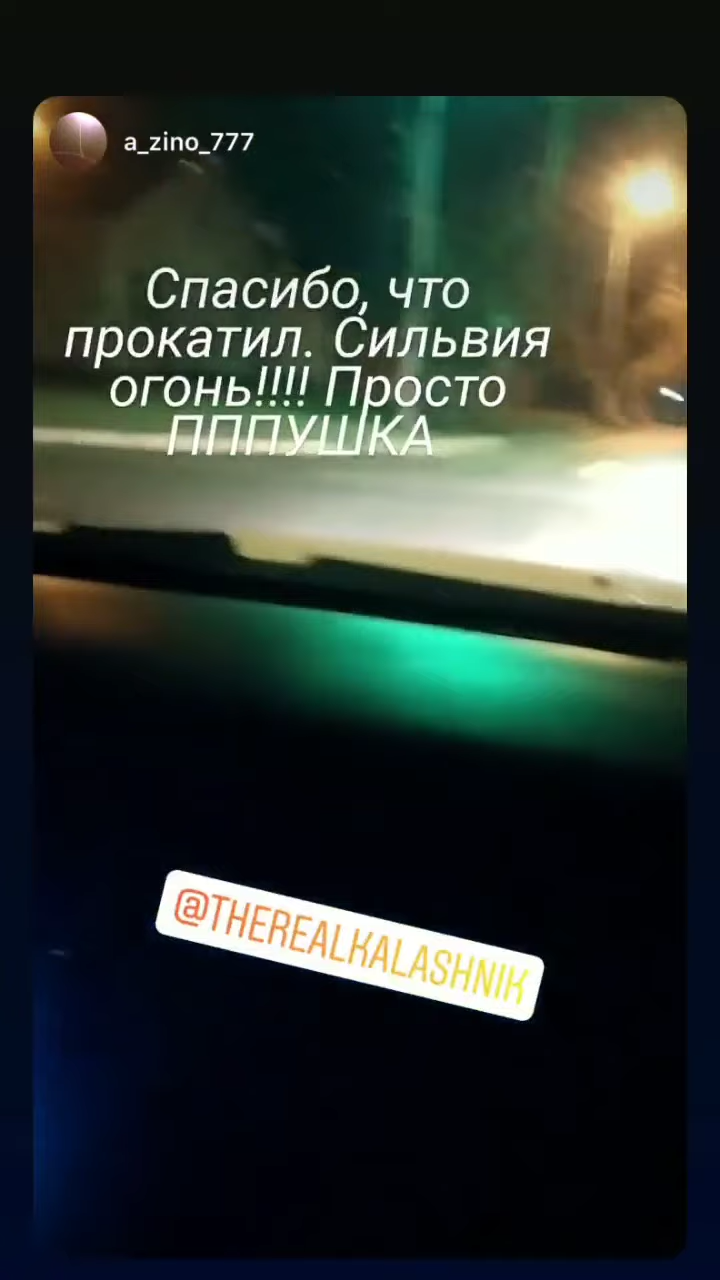 a_zino_777
Спасибо, что
прокатил. Сильвия
огонь!!!! Просто
ПППУШКА
@THEREALKALASHNIK